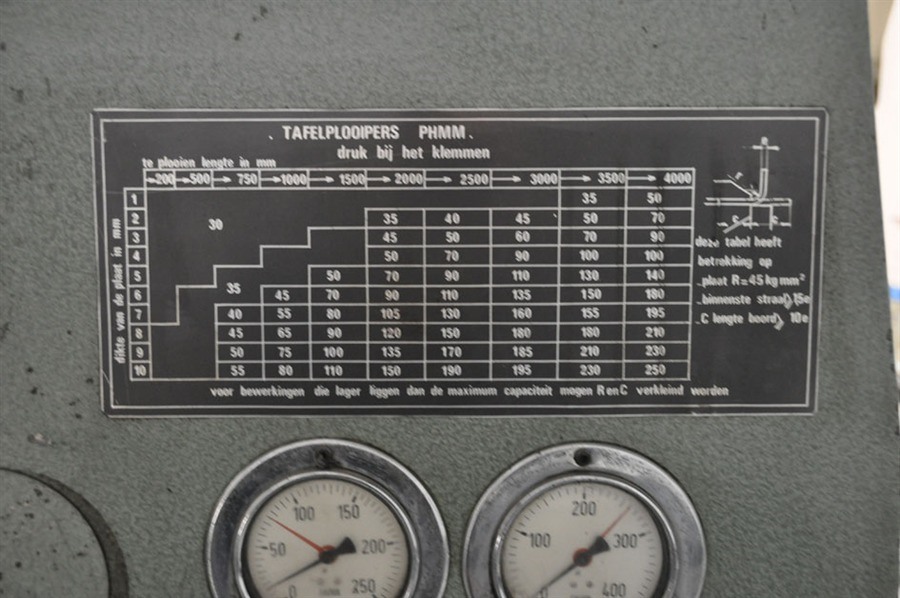 TAFELPLOOIPERS PHMM
druk bij het klemmen
te plooien lengte in mm
200 500 750 1000 1500 2000 2500 3000 3500 4000
dikte van de plaat in mm
1 35 50
2 30 35 40 45 50 70
3 45 50 60 70 90
4 50 70 90 100 100
5 50 70 90 110 130 140
6 35 45 70 90 110 135 150 180
7 40 55 80 105 130 160 155 195
8 45 65 90 120 150 180 180 210
9 50 75 100 135 170 185 210 230
10 55 80 110 150 190 195 230 250
r
C C
deze tabel heeft
betrekking op
plaat R=45kg mm²
binnenste straal 15e
C lengte boord 10e
voor bewerkingen die lager liggen dan de maximum capaciteit mogen R en C verkleind worden
0 50 100 150 200 250
0 100 200 300 400